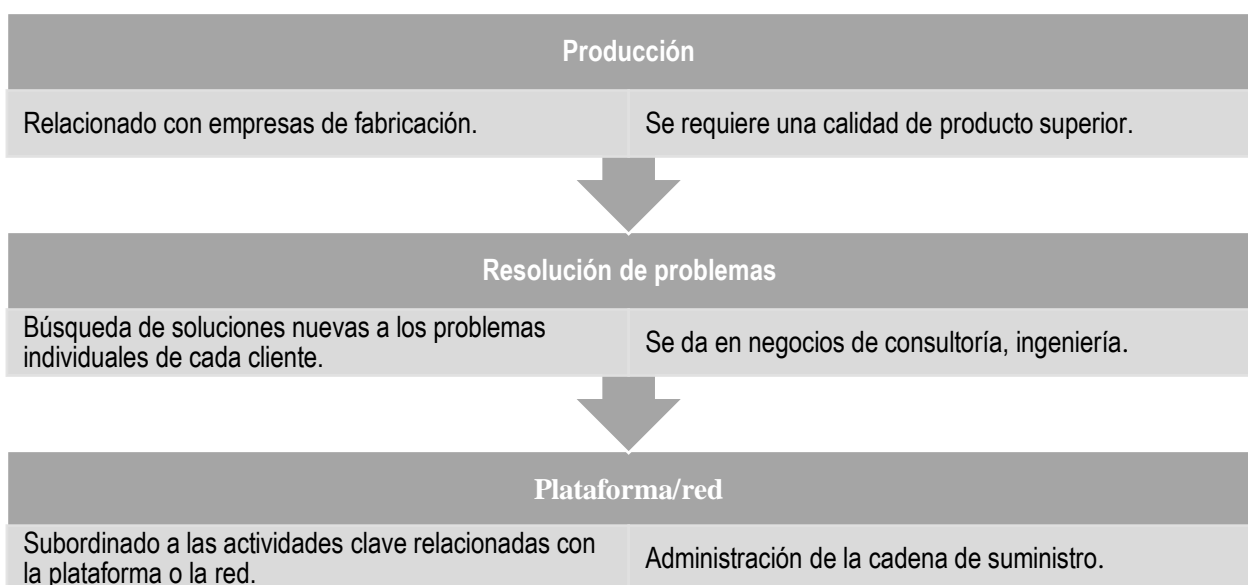 Producción
Relacionado con empresas de fabricación.
Se requiere una calidad de producto superior.
Resolución de problemas
Búsqueda de soluciones nuevas a los problemas
individuales de cada cliente.
Se da en negocios de consultoría, ingeniería.
Plataforma/red
Subordinado a las actividades clave relacionadas con
la plataforma o la red.
Administración de la cadena de suministro.